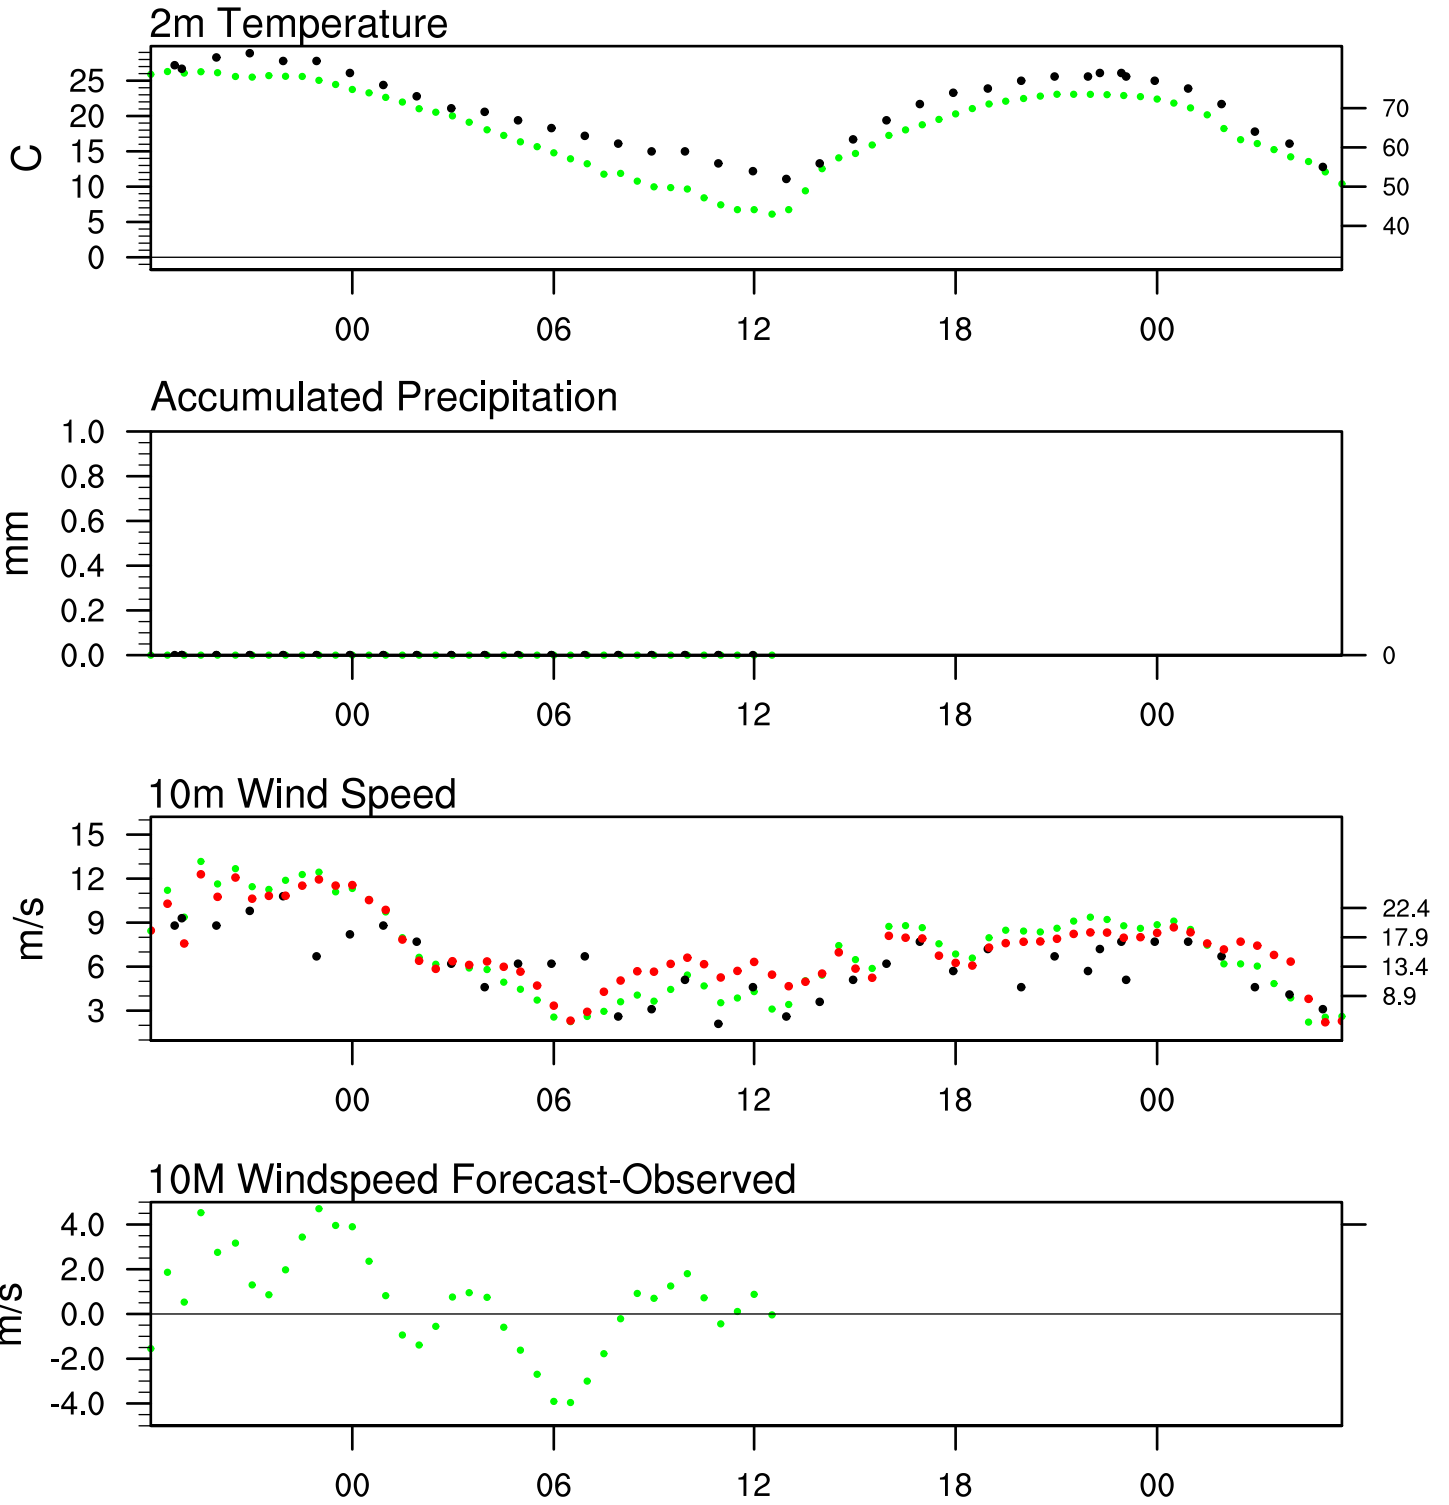 2m Temperature
C
25
20
15
10
5
0
70
60
50
40
00 06 12 18 00
Accumulated Precipitation
mm
1.0
0.8
0.6
0.4
0.2
0.0
0
00 06 12 18 00
10m Wind Speed
m/s
15
12
9
6
3
22.4
17.9
13.4
8.9
00 06 12 18 00
10M Windspeed Forecast-Observed
m/s
4.0
2.0
0.0
-2.0
-4.0
00 06 12 18 00